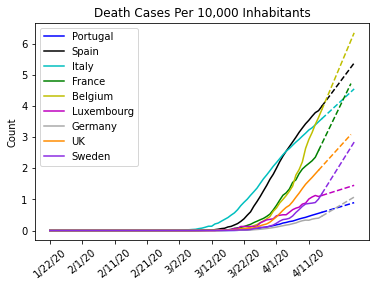 Death Cases Per 10,000 Inhabitants
Count
6
5
4
3
2
1
0
Portugal
Spain
Italy
France
Belgium
Luxembourg
Germany
UK
Sweden
1/22/20
2/1/20
2/11/20
2/21/20
3/2/20
3/12/20
3/22/20
4/1/20
4/11/20